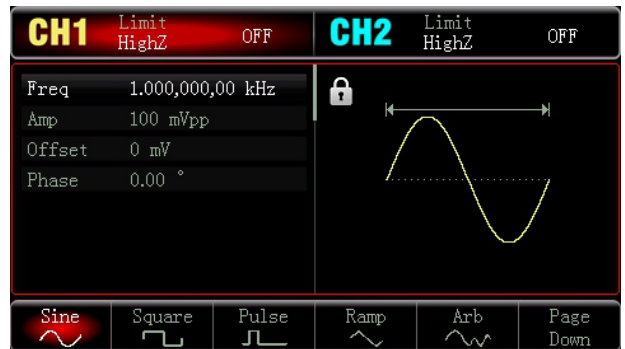 CH1 Limit HighZ OFF
CH2 Limit HighZ OFF
Freq 1.000,000,00 kHz
Amp 100 mVpp
Offset 0 mV
Phase 0.00 °
Sine Square Pulse Ramp Arb Page Down